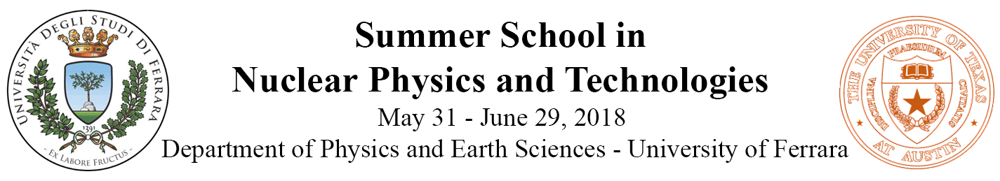 UNIVERSITÀ DEGLI STUDI DI FERRARA
1391
- EX LABORE FRUCTUS -
Summer School in
Nuclear Physics and Technologies
May 31 - June 29, 2018
Department of Physics and Earth Sciences - University of Ferrara
THE UNIVERSITY OF TEXAS
AT AUSTIN
PRAESIDIUM
DISCIPLINA
CIVITATIS